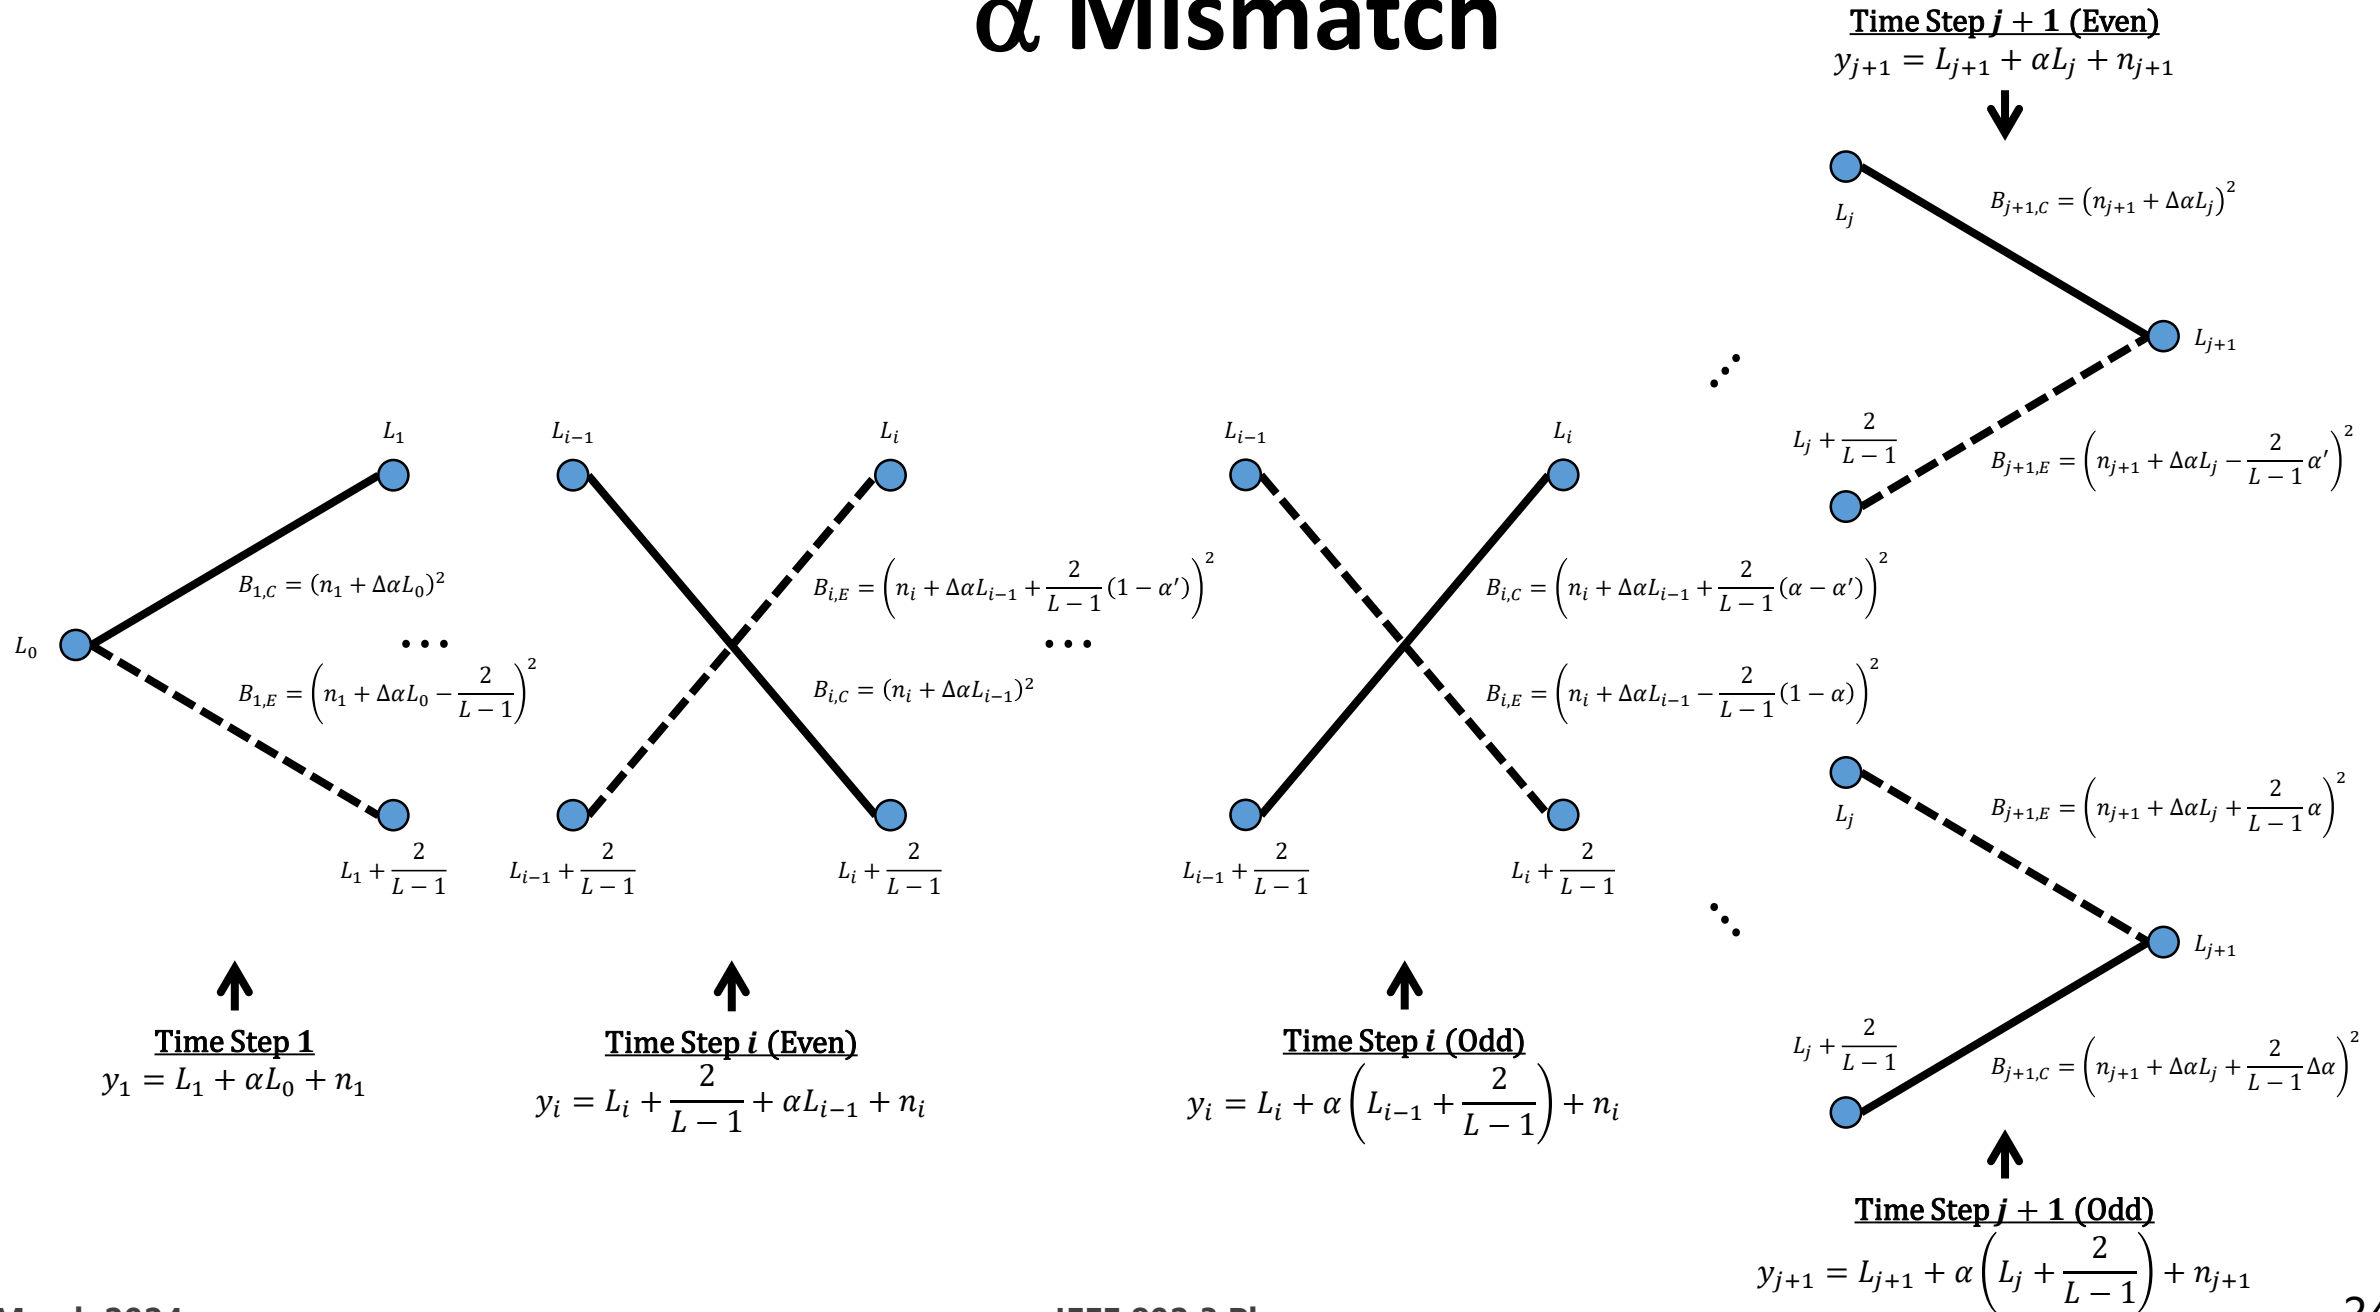 α Mismatch
Time Step j + 1 (Even)
y_{j+1} = L_{j+1} + αL_j + n_{j+1}
L_j
B_{j+1,C} = (n_{j+1} + ΔαL_j)^2
L_{j+1}
L_j + 2/(L − 1)
B_{j+1,E} = (n_{j+1} + ΔαL_j − 2/(L − 1) α′)^2
L_0
L_1
B_{1,C} = (n_1 + ΔαL_0)^2
B_{1,E} = (n_1 + ΔαL_0 − 2/(L − 1))^2
L_1 + 2/(L − 1)
Time Step 1
y_1 = L_1 + αL_0 + n_1
L_{i−1}
L_i
B_{i,E} = (n_i + ΔαL_{i−1} + 2/(L − 1) (1 − α′))^2
B_{i,C} = (n_i + ΔαL_{i−1})^2
L_{i−1} + 2/(L − 1)
L_i + 2/(L − 1)
Time Step i (Even)
y_i = L_i + 2/(L − 1) + αL_{i−1} + n_i
L_{i−1}
L_i
B_{i,C} = (n_i + ΔαL_{i−1} + 2/(L − 1) (α − α′))^2
B_{i,E} = (n_i + ΔαL_{i−1} − 2/(L − 1) (1 − α))^2
L_{i−1} + 2/(L − 1)
L_i + 2/(L − 1)
Time Step i (Odd)
y_i = L_i + α(L_{i−1} + 2/(L − 1)) + n_i
L_j
B_{j+1,E} = (n_{j+1} + ΔαL_j + 2/(L − 1) α)^2
L_{j+1}
L_j + 2/(L − 1)
B_{j+1,C} = (n_{j+1} + ΔαL_j + 2/(L − 1) Δα)^2
Time Step j + 1 (Odd)
y_{j+1} = L_{j+1} + α(L_j + 2/(L − 1)) + n_{j+1}